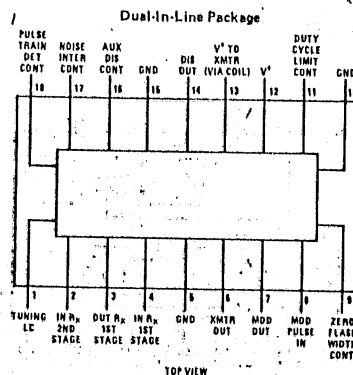 Dual-In-Line Package
PULSE TRAIN DET CONT
NOISE INTER CONT
AUX DIS CONT
GND
DIS OUT
V+ TO XMTR (VIA COIL)
V+
DUTY CYCLE LIMIT CONT
GND
18 17 16 15 14 13 12 11
1 2 3 4 5 6 7 8 9
TUNING LC
IN RX 2ND STAGE
OUT RX 1ST STAGE
IN RX 1ST STAGE
GND
XMTR OUT
MOD OUT
MOD PULSE IN
ZERO FLASH WIDTH CONT
TOP VIEW